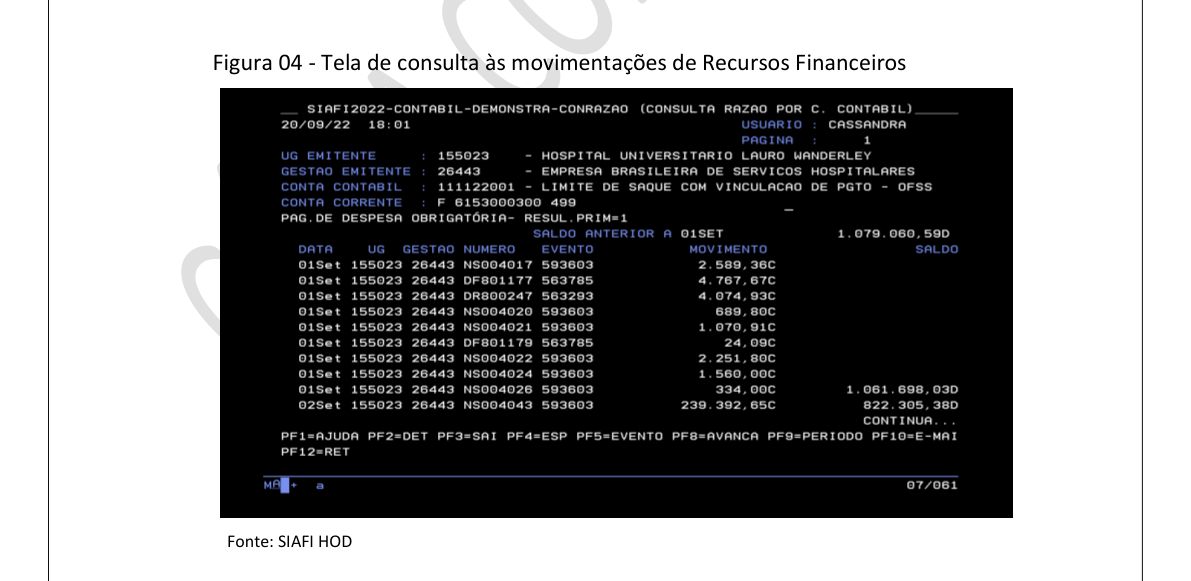 Figura 04 - Tela de consulta às movimentações de Recursos Financeiros
__ SIAFI2022-CONTABIL-DEMONSTRA-CONRAZAO (CONSULTA RAZAO POR C. CONTABIL)_____
20/09/22 18:01 USUARIO : CASSANDRA
PAGINA : 1
UG EMITENTE : 155023 - HOSPITAL UNIVERSITARIO LAURO WANDERLEY
GESTAO EMITENTE : 26443 - EMPRESA BRASILEIRA DE SERVICOS HOSPITALARES
CONTA CONTABIL : 111122001 - LIMITE DE SAQUE COM VINCULACAO DE PGTO - OFSS
CONTA CORRENTE : F 6153000300 499
PAG.DE DESPESA OBRIGATÓRIA- RESUL.PRIM=1
SALDO ANTERIOR A 01SET 1.079.060,59D
DATA UG GESTAO NUMERO EVENTO MOVIMENTO SALDO
01Set 155023 26443 NS004017 593603 2.589,36C
01Set 155023 26443 DF801177 563785 4.767,67C
01Set 155023 26443 DR800247 563293 4.074,93C
01Set 155023 26443 NS004020 593603 689,80C
01Set 155023 26443 NS004021 593603 1.070,91C
01Set 155023 26443 DF801179 563785 24,09C
01Set 155023 26443 NS004022 593603 2.251,80C
01Set 155023 26443 NS004024 593603 1.560,00C
01Set 155023 26443 NS004026 593603 334,00C 1.061.698,03D
02Set 155023 26443 NS004043 593603 239.392,65C 822.305,38D
CONTINUA...
PF1=AJUDA PF2=DET PF3=SAI PF4=ESP PF5=EVENTO PF8=AVANCA PF9=PERIODO PF10=E-MAI
PF12=RET
MA + a 07/061
Fonte: SIAFI HOD